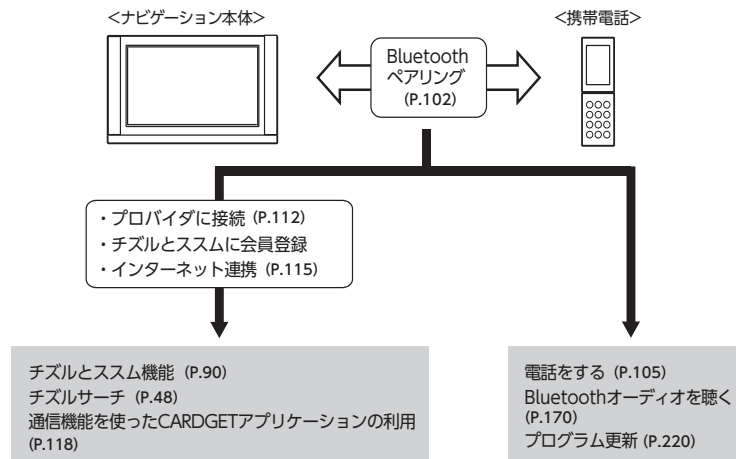 <ナビゲーション本体>
<携帯電話>
Bluetooth
ペアリング
(P.102)
・プロバイダに接続 (P.112)
・チズルとススムに会員登録
・インターネット連携 (P.115)
チズルとススム機能 (P.90)
チズルサーチ (P.48)
通信機能を使ったCARDGETアプリケーションの利用
(P.118)
電話をする (P.105)
Bluetoothオーディオを聴く
(P.170)
プログラム更新 (P.220)